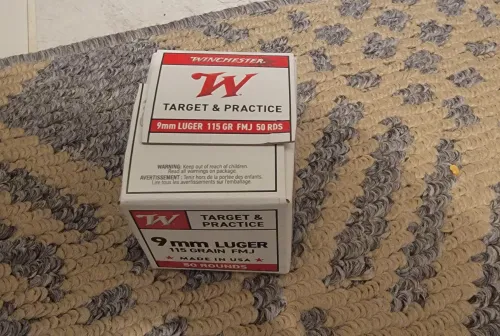 WINCHESTER
W
TARGET & PRACTICE
9mm LUGER 115 GR FMJ 50 RDS
WARNING: Keep out of reach of children.
Read all warnings on package.
AVERTISSEMENT: Tenir hors de la portée des enfants.
Lire tous les avertissements sur l'emballage.
W
TARGET &
PRACTICE
9mm LUGER
115 GRAIN FMJ
★ MADE IN USA ★
50 ROUNDS